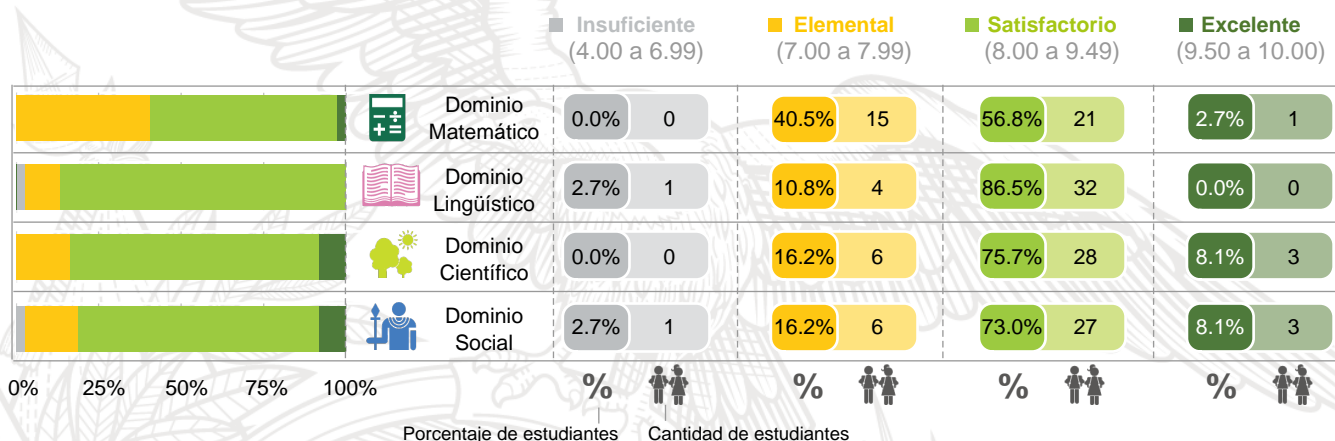 Insuficiente Elemental Satisfactorio Excelente
(4.00 a 6.99) (7.00 a 7.99) (8.00 a 9.49) (9.50 a 10.00)
Dominio
Matemático
0.0% 0 40.5% 15 56.8% 21 2.7% 1
Dominio
Lingüístico
2.7% 1 10.8% 4 86.5% 32 0.0% 0
Dominio
Científico
0.0% 0 16.2% 6 75.7% 28 8.1% 3
Dominio
Social
2.7% 1 16.2% 6 73.0% 27 8.1% 3
0% 25% 50% 75% 100%
% % % %
Porcentaje de estudiantes Cantidad de estudiantes